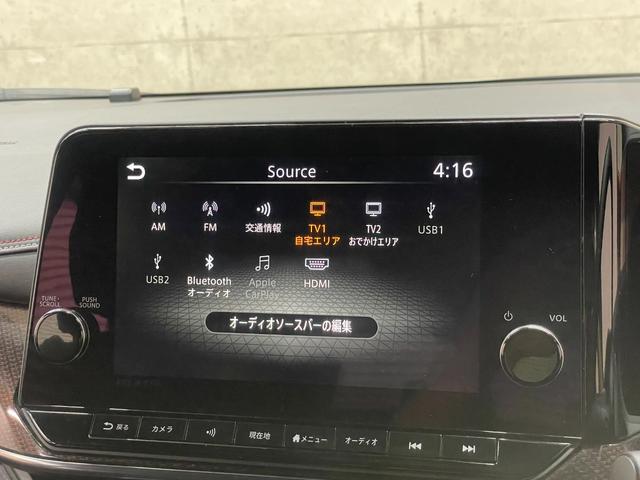 Source 4:16
AM FM 交通情報 TV1 TV2 USB1
自宅エリア おでかけエリア
USB2 Bluetooth Apple HDMI
オーディオ CarPlay
オーディオソースバーの編集
TUNE・ PUSH
SCROLL SOUND
VOL
戻る カメラ 現在地 メニュー オーディオ